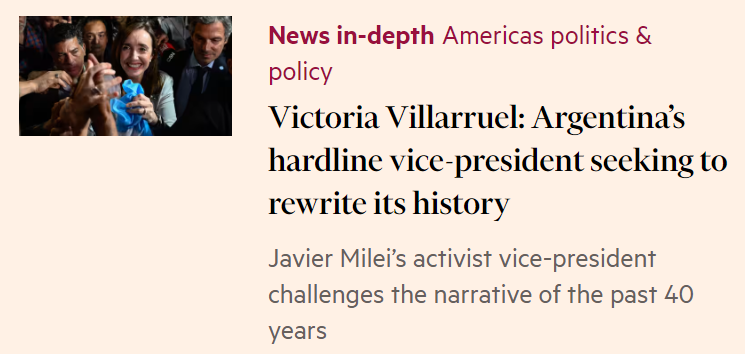 News in-depth Americas politics &
policy
Victoria Villarruel: Argentina’s
hardline vice-president seeking to
rewrite its history
Javier Milei’s activist vice-president
challenges the narrative of the past 40
years